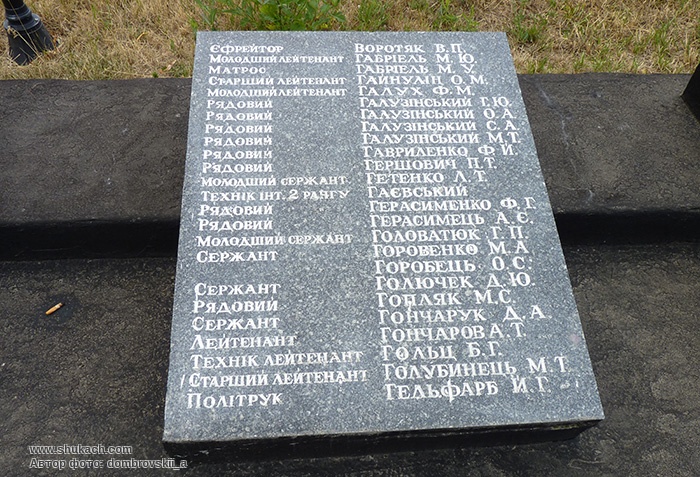 Єфрейтор Воротяк В.П.
Молодший лейтенант Габріель М.Ю.
Матрос Габріель М.У.
Старший лейтенант Гайнулін О.М.
Молодший лейтенант Галух Ф.М.
Рядовий Галузінський Г.Ю.
Рядовий Галузінський О.А.
Рядовий Галузінський С.А.
Рядовий Галузінський М.Т.
Рядовий Гавриленко Ф.Й.
Рядовий Гершович П.Т.
Молодший сержант Гетенко Л.Т.
Технік інт. 2 рангу Гаєвський
Рядовий Герасименко Ф.Г.
Рядовий Герасимець А.Є.
Молодший сержант Головатюк Г.П.
Сержант Горовенко М.А
Горобець О.С.
Сержант Голючек Д.Ю.
Рядовий Гопляк М.С.
Сержант Гончарук Д.А.
Лейтенант Гончаров А.Т.
Технік лейтенант Гольц Б.Г.
Старший лейтенант Голубинець М.Т.
Політрук Гельфарб Й.Г.
www.shukach.com
Автор фото: dombrovskii_a